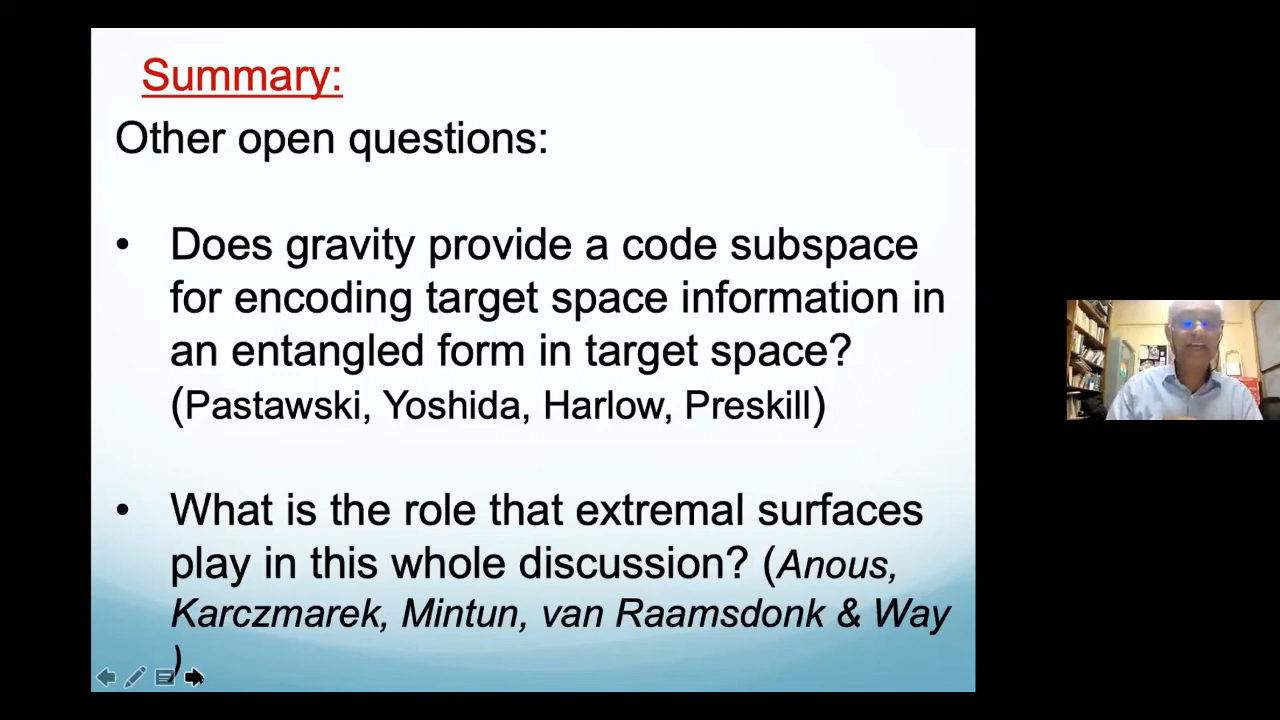 Summary:
Other open questions:
• Does gravity provide a code subspace
for encoding target space information in
an entangled form in target space?
(Pastawski, Yoshida, Harlow, Preskill)
• What is the role that extremal surfaces
play in this whole discussion? (Anous,
Karczmarek, Mintun, van Raamsdonk & Way
)